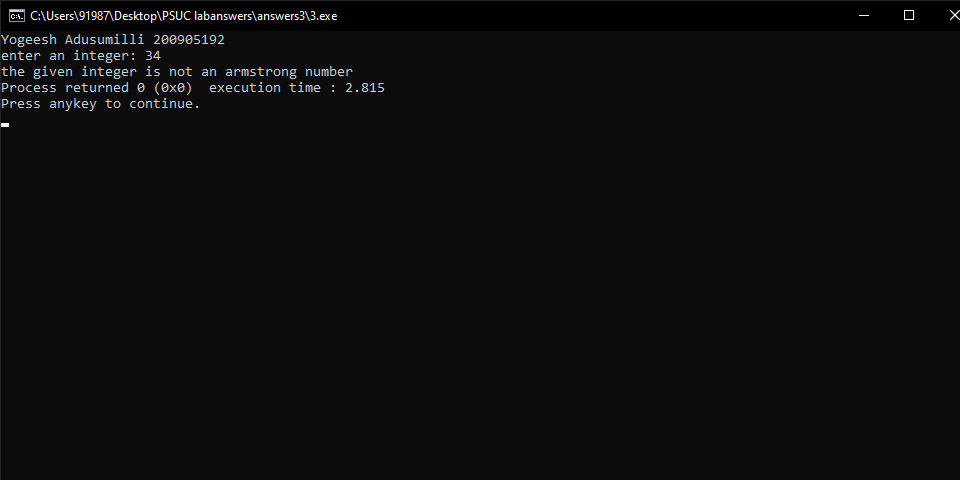 C:\Users\91987\Desktop\PSUC labanswers\answers3\3.exe
Yogeesh Adusumilli 200905192
enter an integer: 34
the given integer is not an armstrong number
Process returned 0 (0x0)  execution time : 2.815
Press anykey to continue.